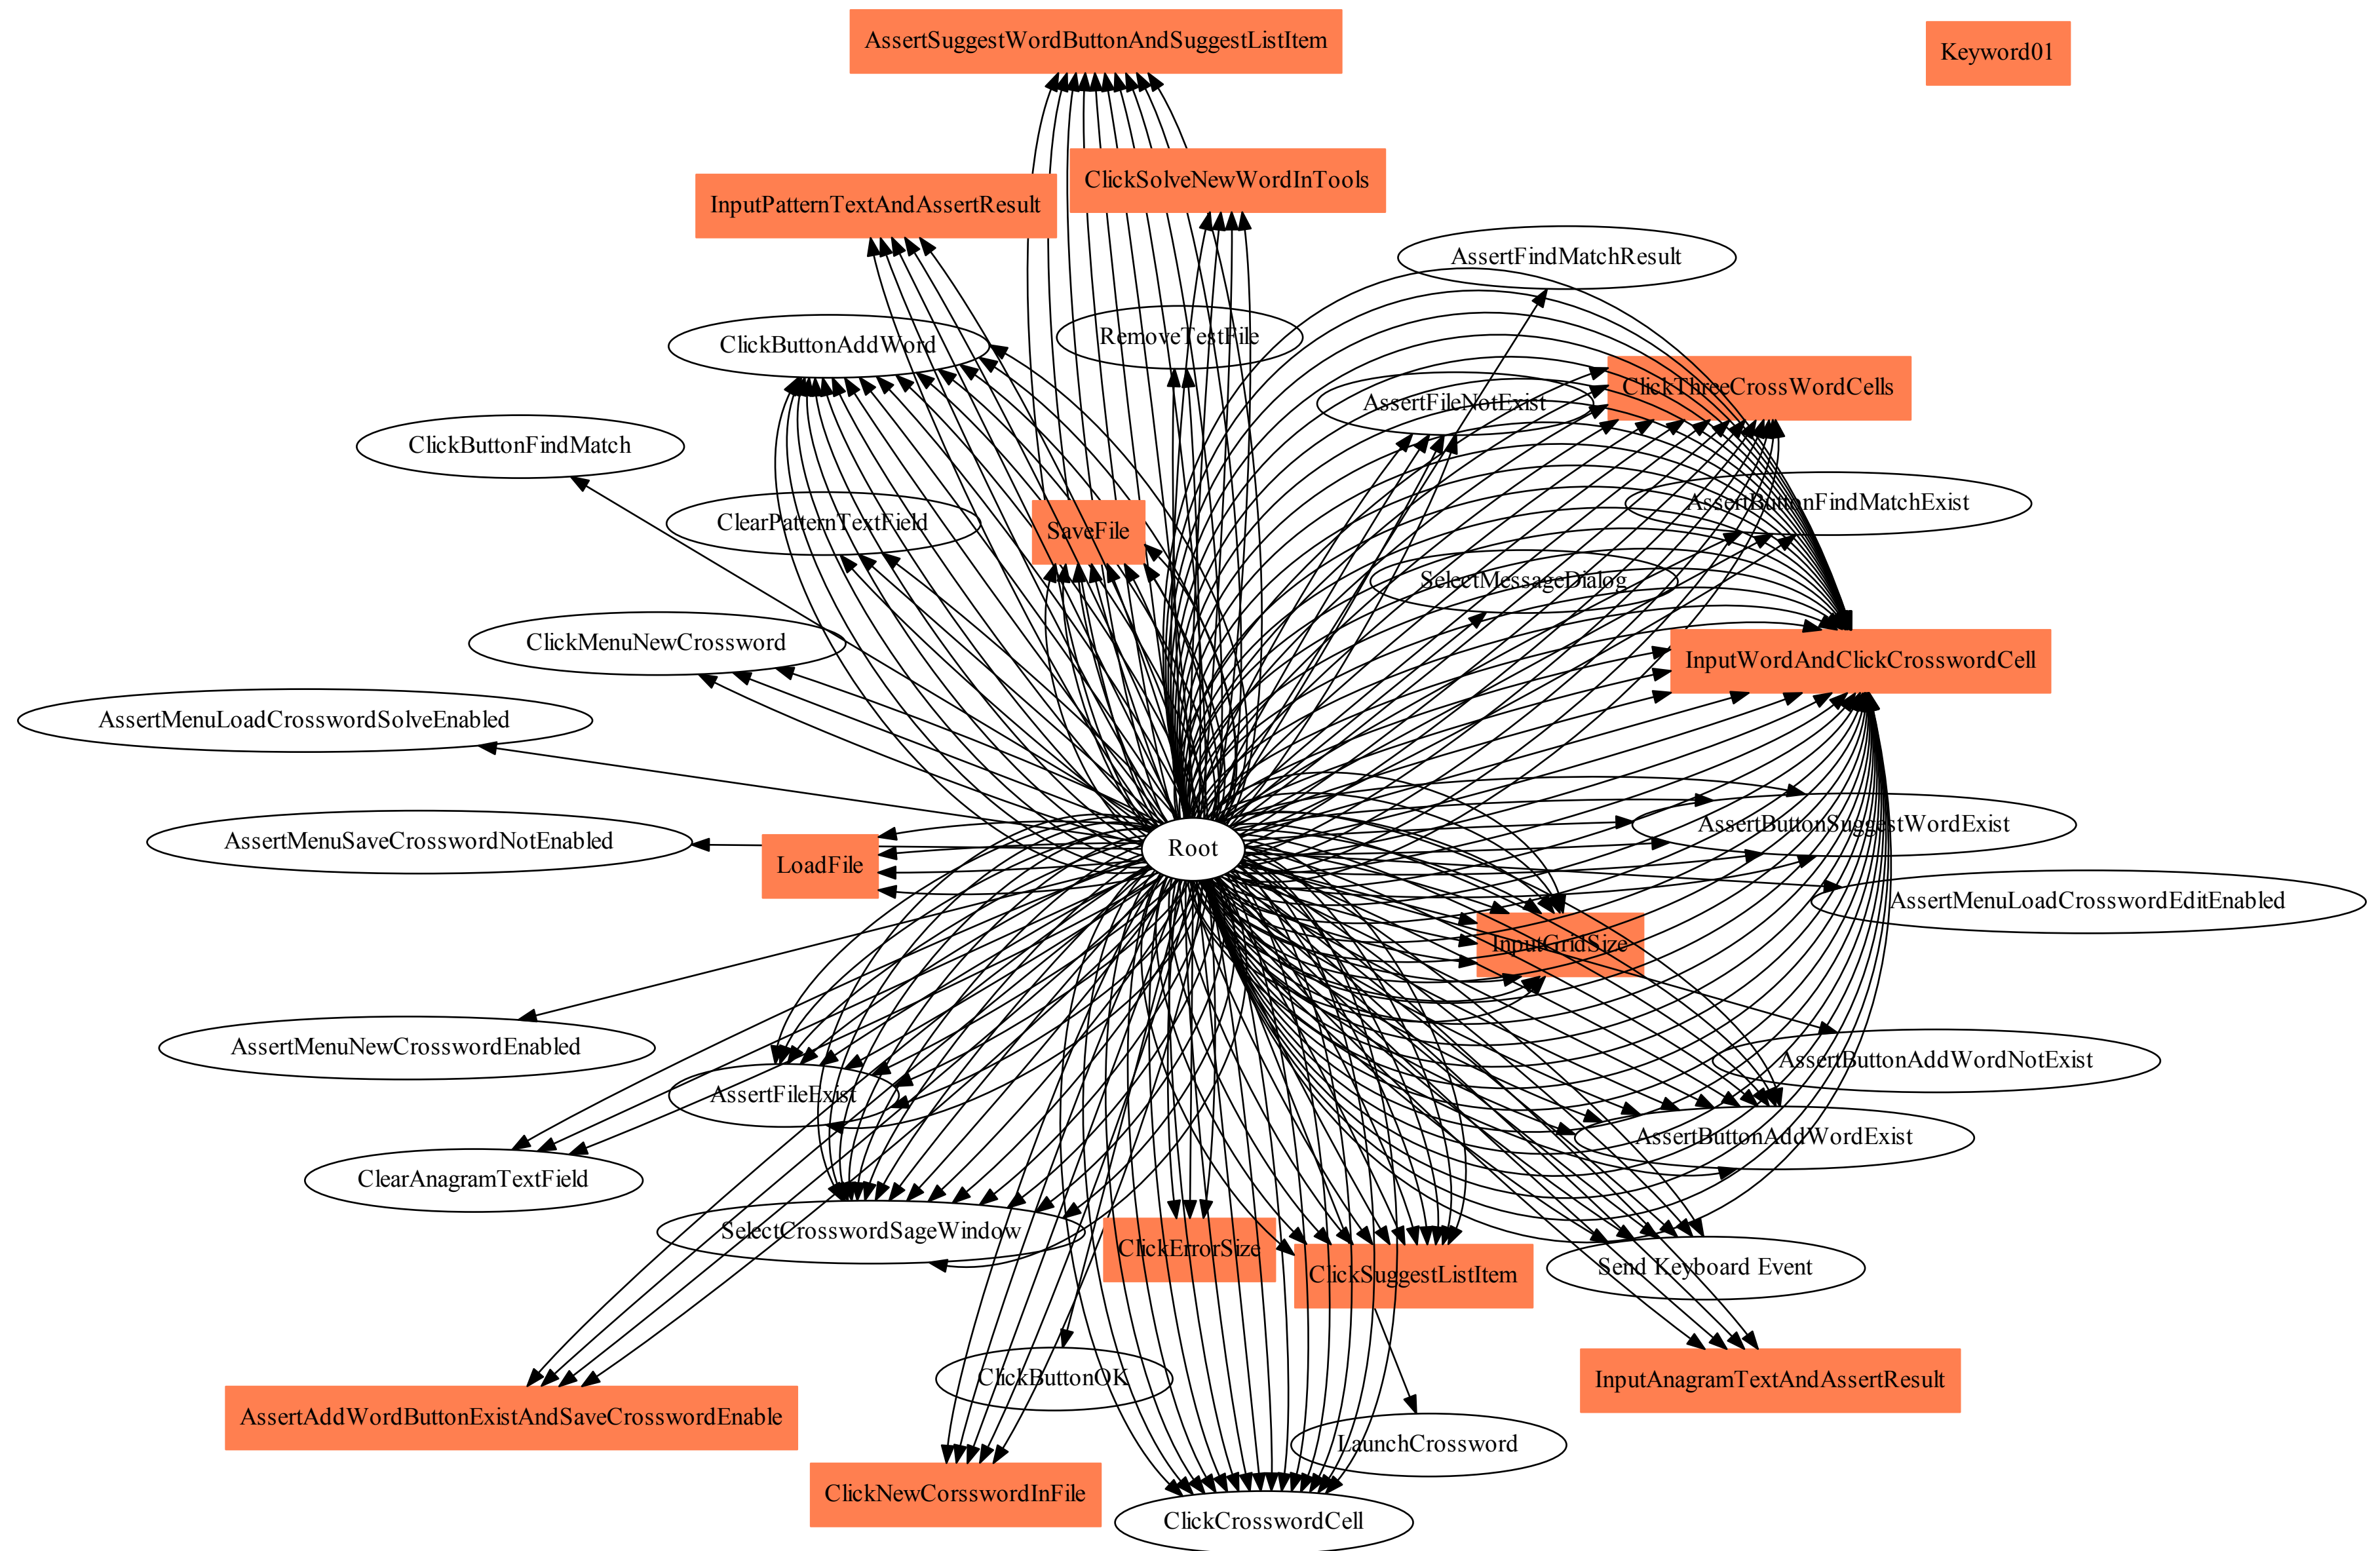 AssertSuggestWordButtonAndSuggestListItem
Keyword01
ClickSolveNewWordInTools
InputPatternTextAndAssertResult
AssertFindMatchResult
RemoveTestFile
ClickButtonAddWord
ClickThreeCrossWordCells
AssertFileNotExist
ClickButtonFindMatch
AssertButtonFindMatchExist
ClearPatternTextField
SaveFile
SelectMessageDialog
ClickMenuNewCrossword
InputWordAndClickCrosswordCell
AssertMenuLoadCrosswordSolveEnabled
AssertButtonSuggestWordExist
AssertMenuSaveCrosswordNotEnabled
Root
LoadFile
AssertMenuLoadCrosswordEditEnabled
InputGridSize
AssertMenuNewCrosswordEnabled
AssertButtonAddWordNotExist
AssertFileExist
AssertButtonAddWordExist
ClearAnagramTextField
SelectCrosswordSageWindow
ClickErrorSize
Send Keyboard Event
ClickSuggestListItem
ClickButtonOK
InputAnagramTextAndAssertResult
AssertAddWordButtonExistAndSaveCrosswordEnable
LaunchCrossword
ClickNewCorsswordInFile
ClickCrosswordCell